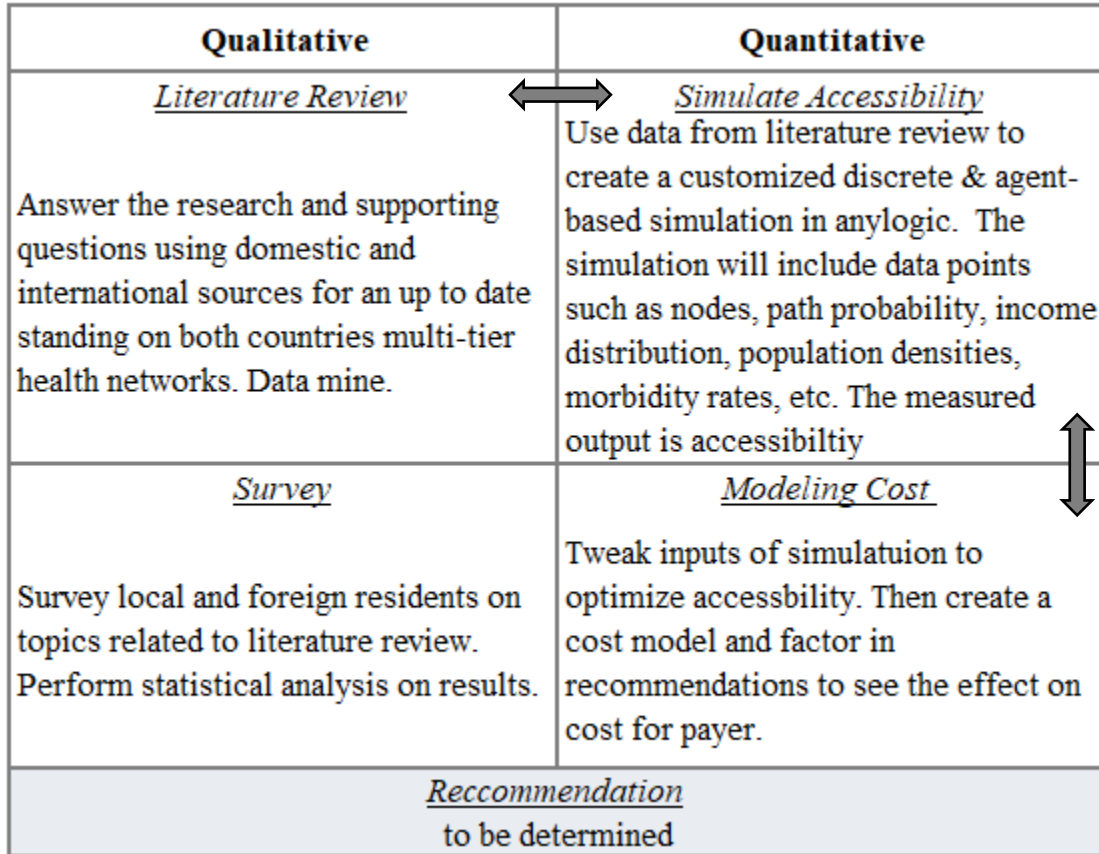 Qualitative
Quantitative
Literature Review
Answer the research and supporting
questions using domestic and
international sources for an up to date
standing on both countries multi-tier
health networks. Data mine.
Simulate Accessibility
Use data from literature review to
create a customized discrete & agent-
based simulation in anylogic.  The
simulation will include data points
such as nodes, path probability, income
distribution, population densities,
morbidity rates, etc. The measured
output is accessibiltiy
Survey
Survey local and foreign residents on
topics related to literature review.
Perform statistical analysis on results.
Modeling Cost
Tweak inputs of simulatuion to
optimize accessbility. Then create a
cost model and factor in
recommendations to see the effect on
cost for payer.
Reccommendation
to be determined